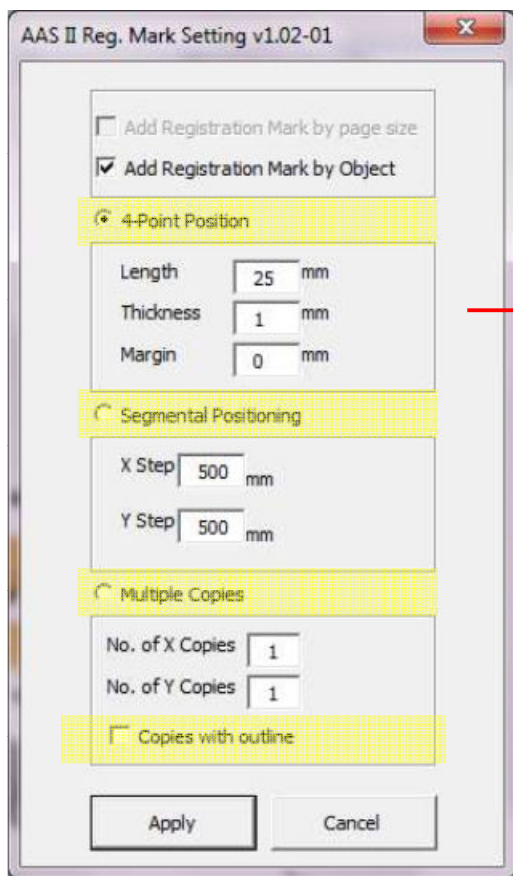 AAS II Reg. Mark Setting v1.02-01
Add Registration Mark by page size
Add Registration Mark by Object
4-Point Position
Length 25 mm
Thickness 1 mm
Margin 0 mm
Segmental Positioning
X Step 500 mm
Y Step 500 mm
Multiple Copies
No. of X Copies 1
No. of Y Copies 1
Copies with outline
Apply Cancel